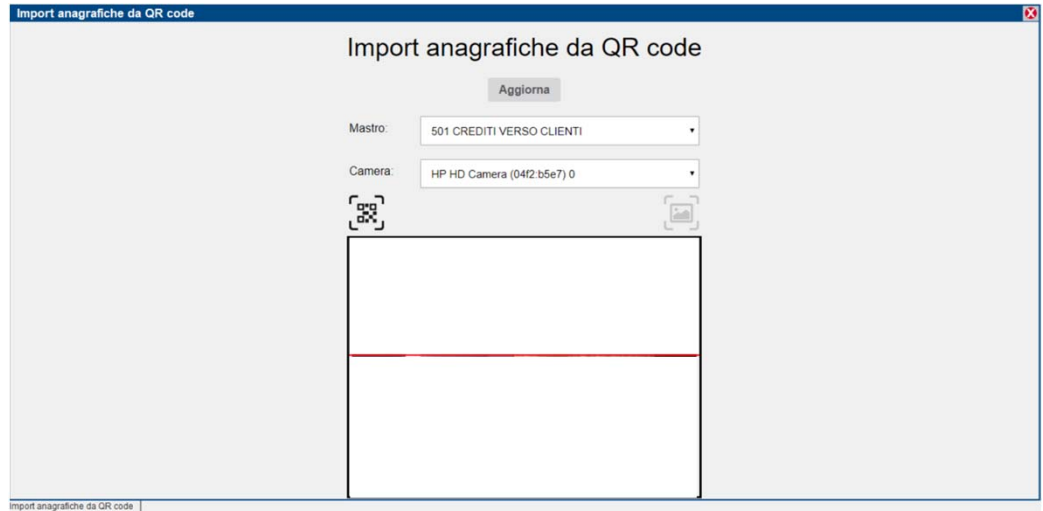 Import anagrafiche da QR code
Import anagrafiche da QR code
Aggiorna
Mastro: 501 CREDITI VERSO CLIENTI
Camera: HP HD Camera (04f2:b5e7) 0
Import anagrafiche da QR code